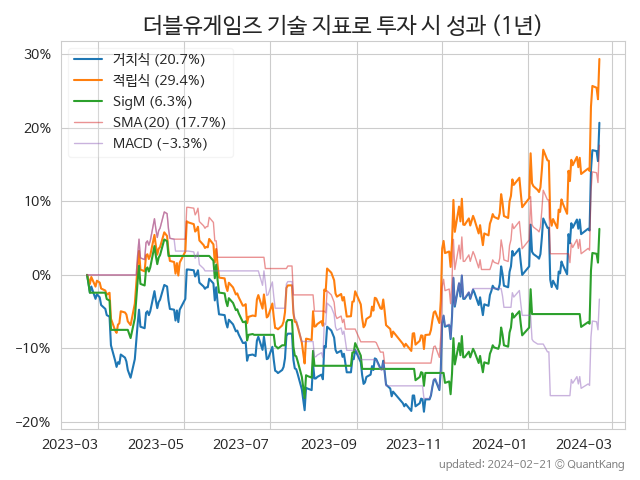 더블유게임즈 기술 지표로 투자 시 성과 (1년)
거치식 (20.7%)
적립식 (29.4%)
SigM (6.3%)
SMA(20) (17.7%)
MACD (−3.3%)
30%
20%
10%
0%
−10%
−20%
2023−03 2023−05 2023−07 2023−09 2023−11 2024−01 2024−03
updated: 2024−02−21 © QuantKang